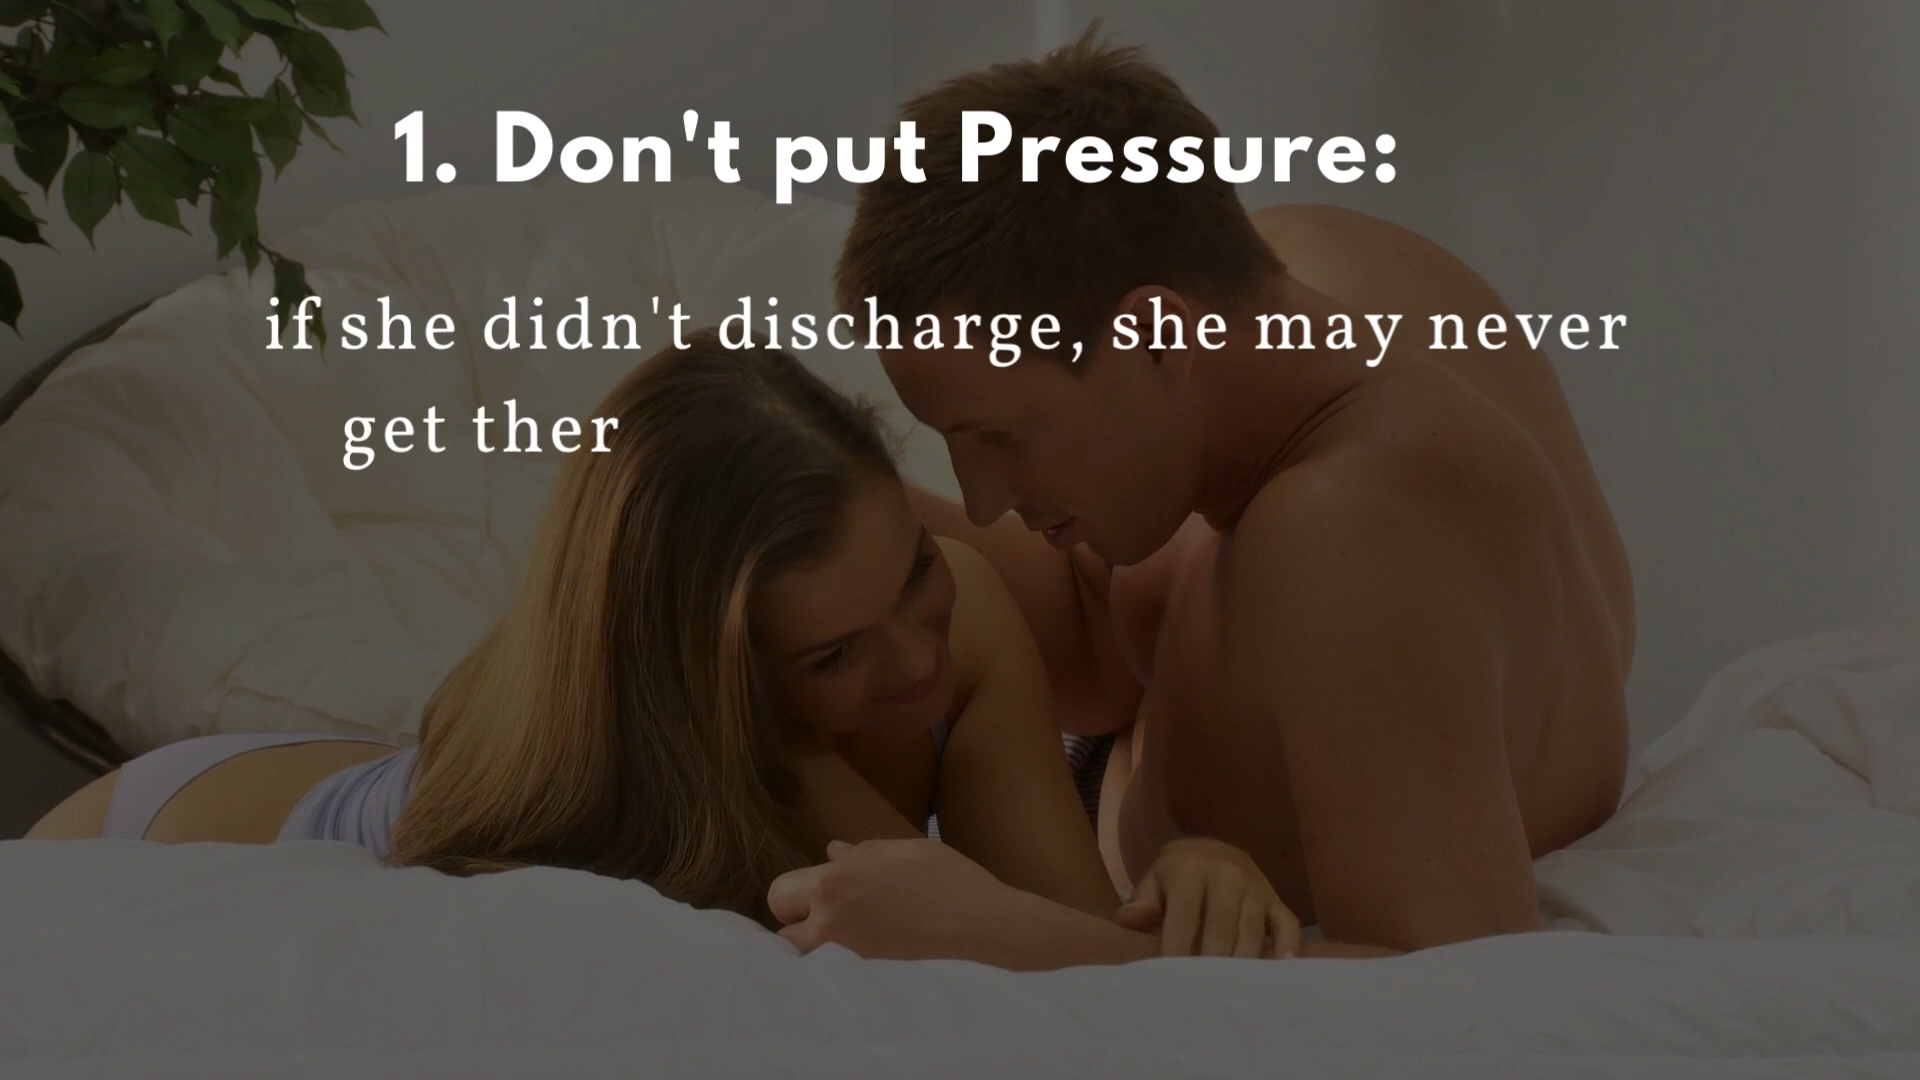 1. Don't put Pressure:
if she didn't discharge, she may never
get ther